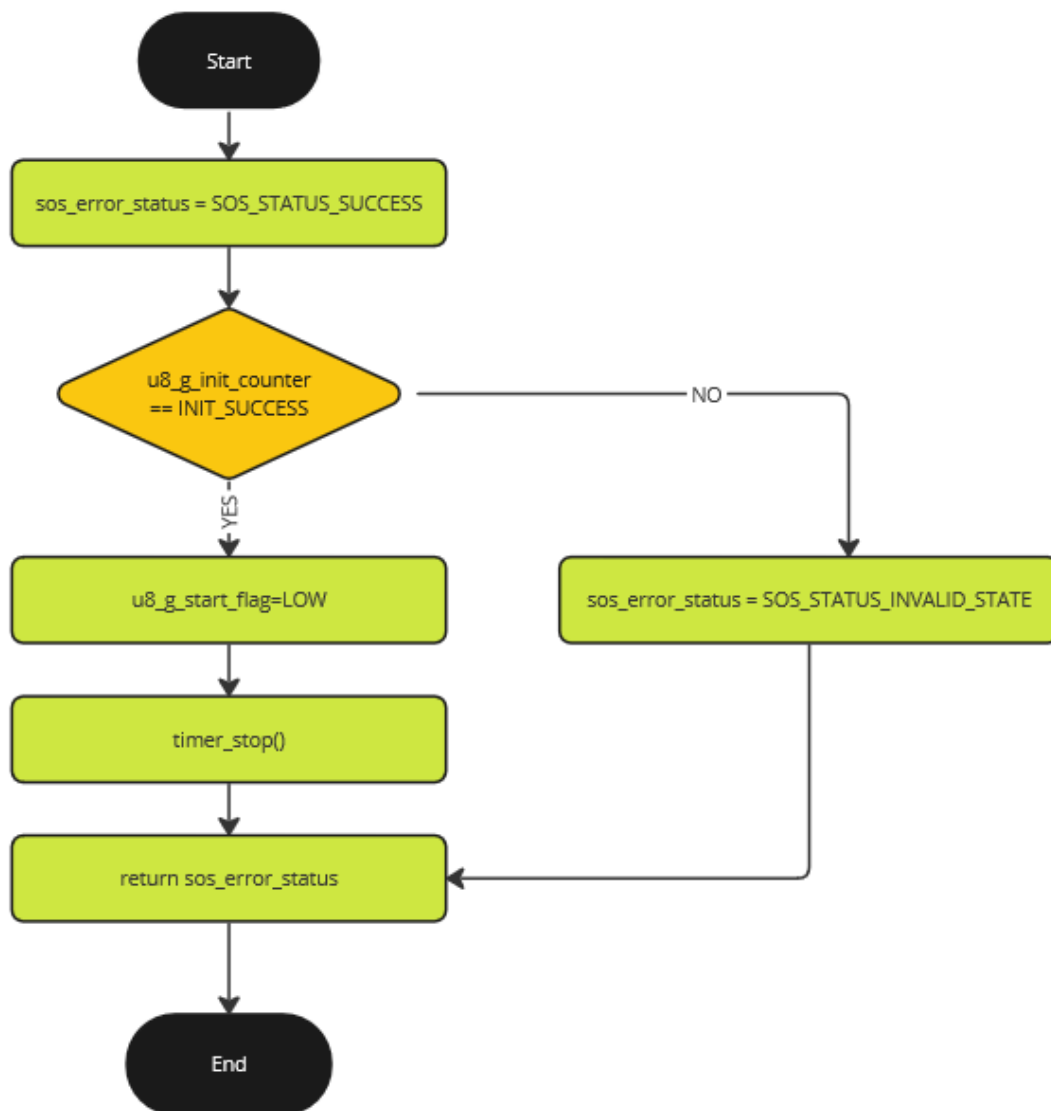 Start
sos_error_status = SOS_STATUS_SUCCESS
u8_g_init_counter
== INIT_SUCCESS
NO
YES
u8_g_start_flag=LOW
sos_error_status = SOS_STATUS_INVALID_STATE
timer_stop()
return sos_error_status
End